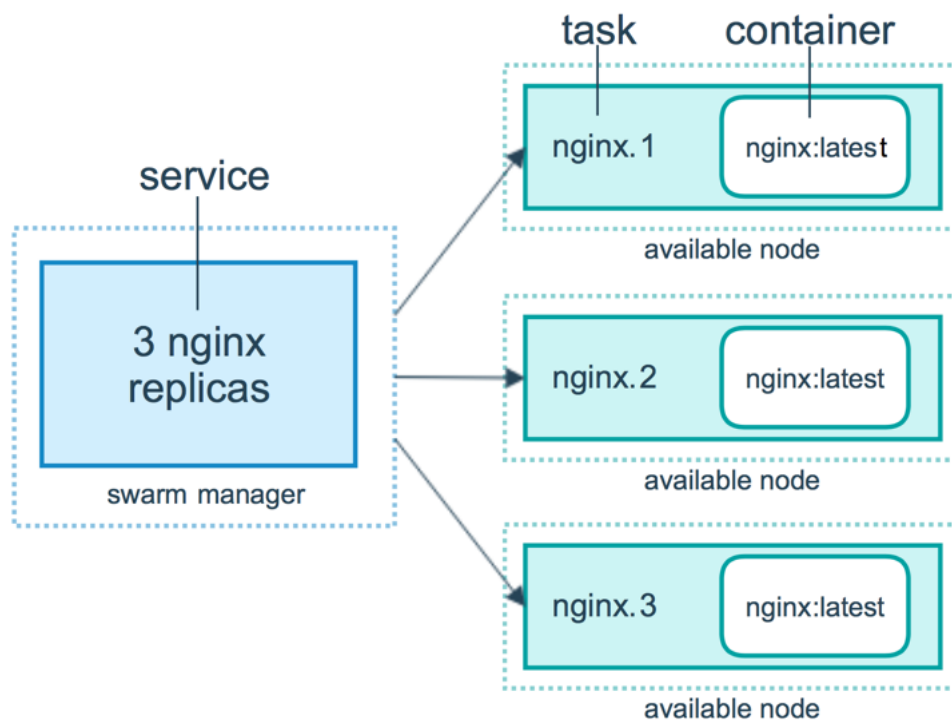 task
container
nginx.1
nginx:latest
available node
service
3 nginx
replicas
swarm manager
nginx.2
nginx:latest
available node
nginx.3
nginx:latest
available node